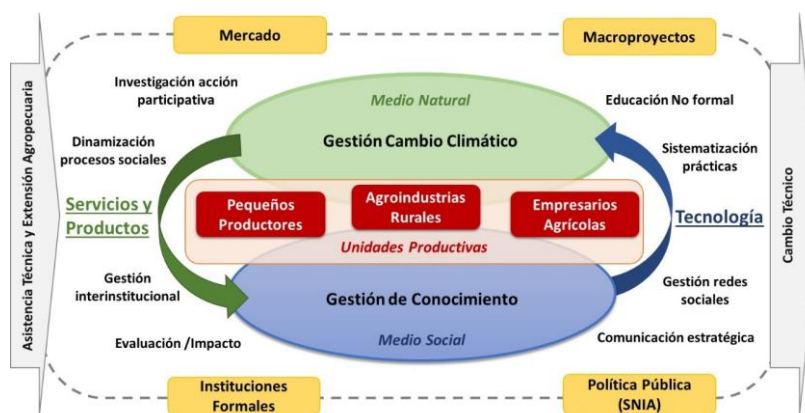 Mercado
Macroproyectos
Asistencia Técnica y Extensión Agropecuaria
Cambio Técnico
Investigación acción
participativa
Dinamización
procesos sociales
Servicios y
Productos
Gestión
interinstitucional
Evaluación /Impacto
Medio Natural
Gestión Cambio Climático
Pequeños
Productores
Agroindustrias
Rurales
Empresarios
Agrícolas
Unidades Productivas
Gestión de Conocimiento
Medio Social
Educación No formal
Sistematización
prácticas
Tecnología
Gestión redes
sociales
Comunicación estratégica
Instituciones
Formales
Política Pública
(SNIA)